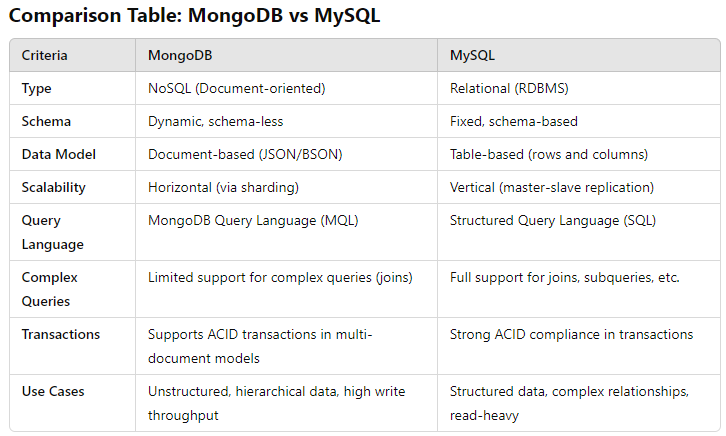 Comparison Table: MongoDB vs MySQL
Criteria MongoDB MySQL
Type NoSQL (Document-oriented) Relational (RDBMS)
Schema Dynamic, schema-less Fixed, schema-based
Data Model Document-based (JSON/BSON) Table-based (rows and columns)
Scalability Horizontal (via sharding) Vertical (master-slave replication)
Query MongoDB Query Language (MQL) Structured Query Language (SQL)
Language
Complex Limited support for complex queries (joins) Full support for joins, subqueries, etc.
Queries
Transactions Supports ACID transactions in multi- Strong ACID compliance in transactions
document models
Use Cases Unstructured, hierarchical data, high write Structured data, complex relationships,
throughput read-heavy